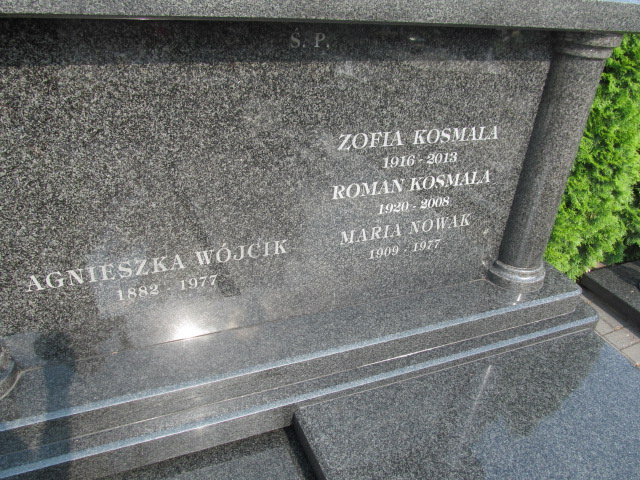 Ś. P.
ZOFIA KOSMALA
1916 - 2013
ROMAN KOSMALA
1920 - 2008
MARIA NOWAK
1909 - 1977
AGNIESZKA WÓJCIK
1882 - 1977